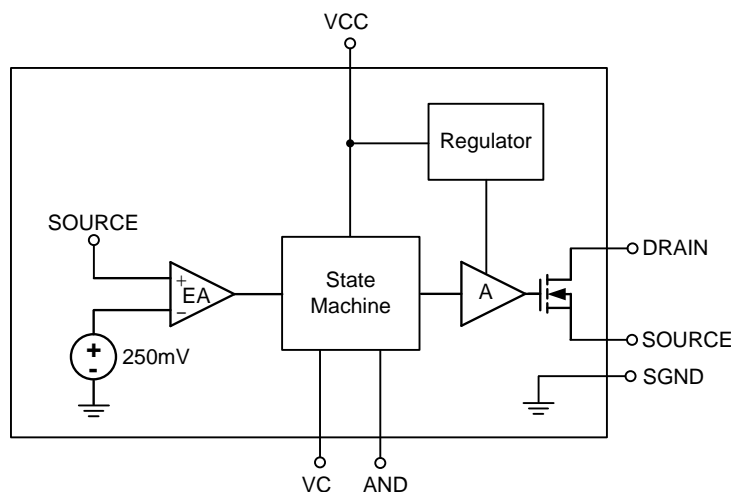 VCC
Regulator
SOURCE
DRAIN
+
EA
−
State
Machine
A
+
-
250mV
SOURCE
SGND
VC
AND